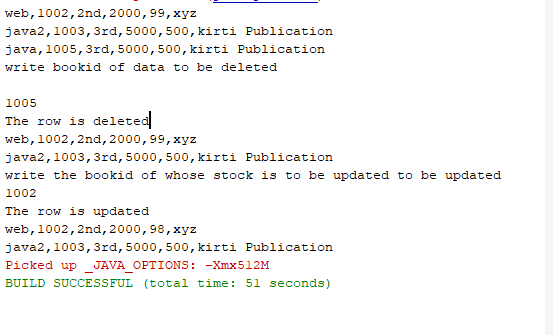 web,1002,2nd,2000,99,xyz
java2,1003,3rd,5000,500,kirti Publication
java,1005,3rd,5000,500,kirti Publication
write bookid of data to be deleted
1005
The row is deleted
web,1002,2nd,2000,99,xyz
java2,1003,3rd,5000,500,kirti Publication
write the bookid of whose stock is to be updated to be updated
1002
The row is updated
web,1002,2nd,2000,98,xyz
java2,1003,3rd,5000,500,kirti Publication
Picked up _JAVA_OPTIONS: -Xmx512M
BUILD SUCCESSFUL (total time: 51 seconds)